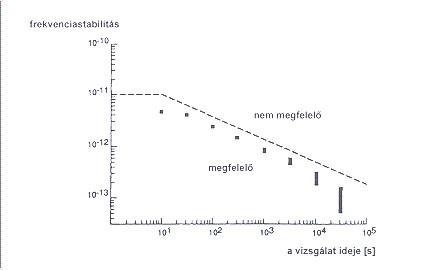 frekvenciastabilitás
10⁻¹⁰
10⁻¹¹
nem megfelelő
10⁻¹²
megfelelő
10⁻¹³
10¹ 10² 10³ 10⁴ 10⁵
a vizsgálat ideje [s]